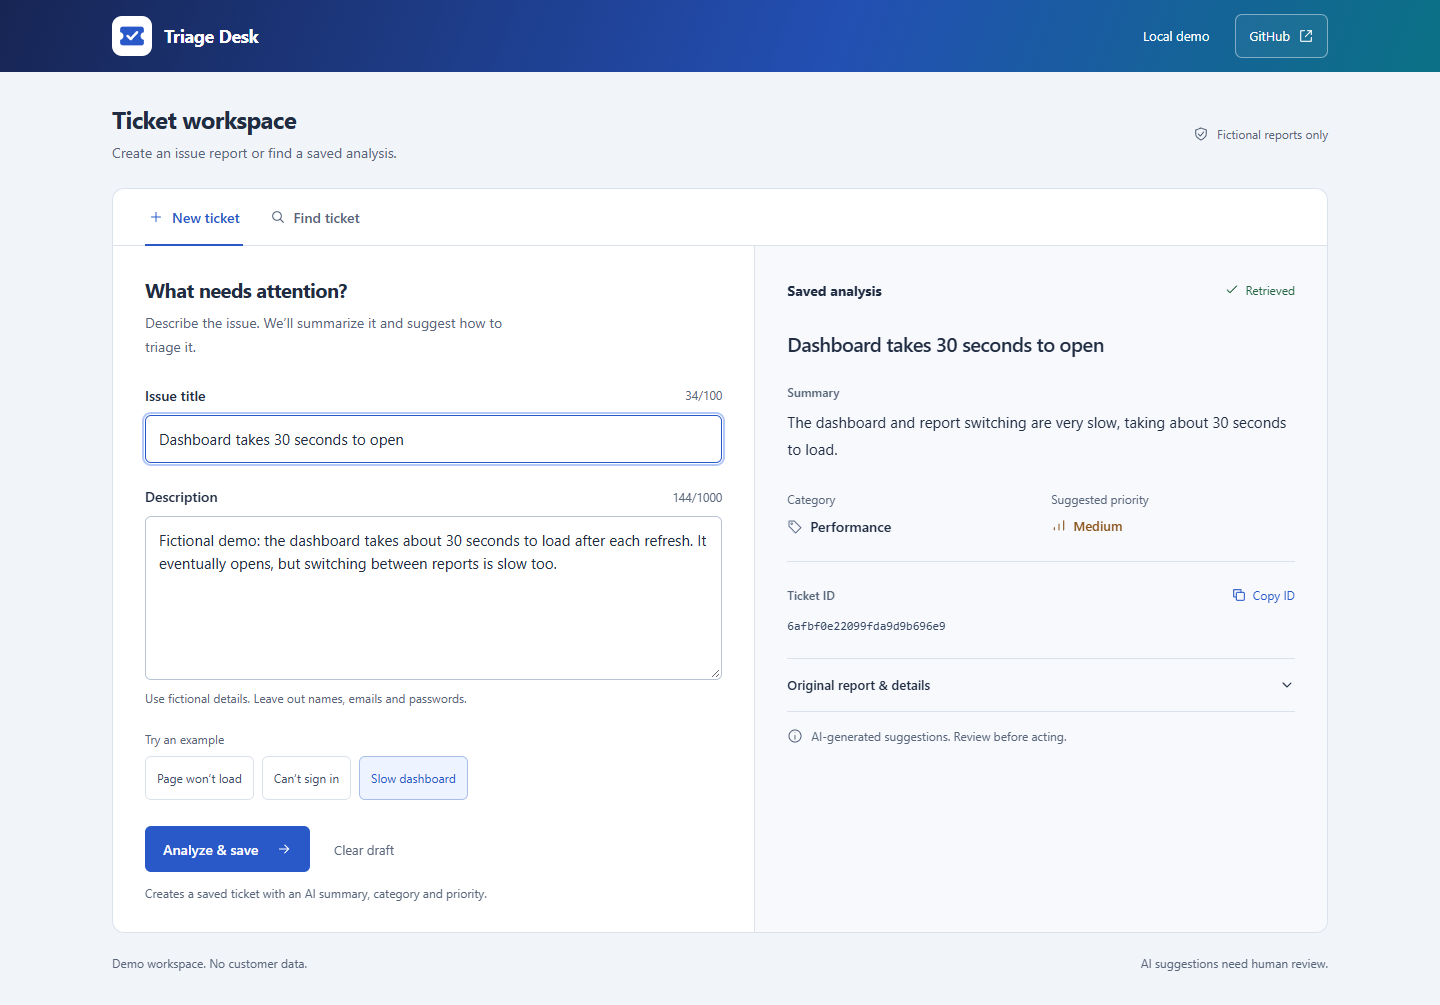 Triage Desk
Local demo
GitHub
Ticket workspace
Create an issue report or find a saved analysis.
Fictional reports only
New ticket
Find ticket
What needs attention?
Describe the issue. We’ll summarize it and suggest how to
triage it.
Issue title
34/100
Dashboard takes 30 seconds to open
Description
144/1000
Fictional demo: the dashboard takes about 30 seconds to load after each refresh. It
eventually opens, but switching between reports is slow too.
Use fictional details. Leave out names, emails and passwords.
Try an example
Page won’t load
Can’t sign in
Slow dashboard
Analyze & save
Clear draft
Creates a saved ticket with an AI summary, category and priority.
Saved analysis
Retrieved
Dashboard takes 30 seconds to open
Summary
The dashboard and report switching are very slow, taking about 30 seconds
to load.
Category
Suggested priority
Performance
Medium
Ticket ID
Copy ID
6afbf0e22099fda9d9b696e9
Original report & details
AI-generated suggestions. Review before acting.
Demo workspace. No customer data.
AI suggestions need human review.